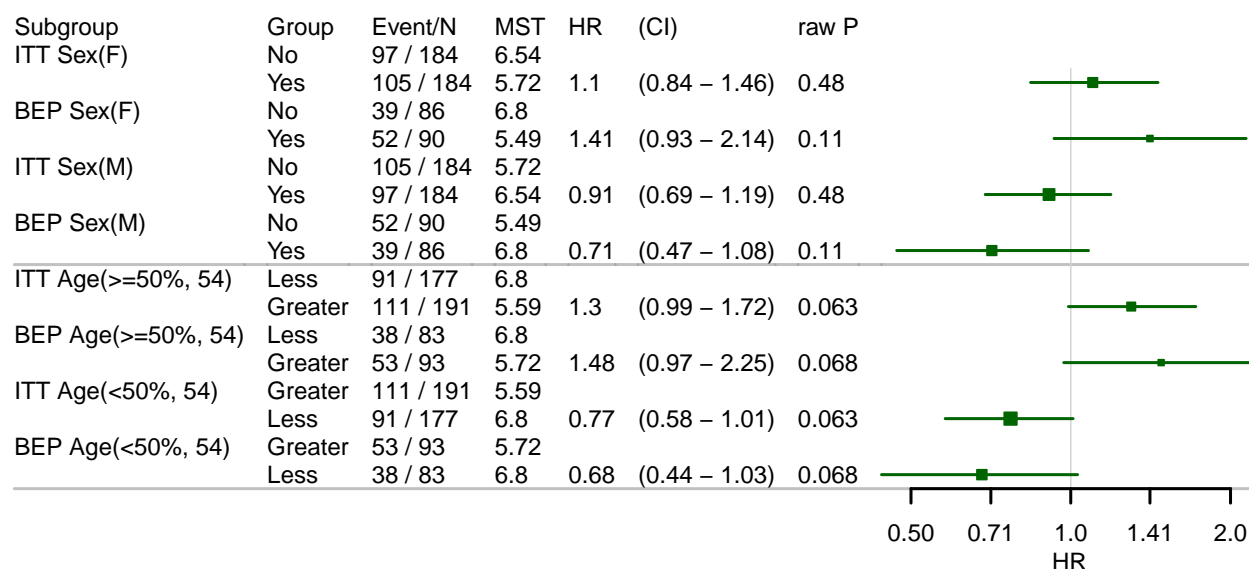 Subgroup Group Event/N MST HR (CI) raw P
ITT Sex(F) No 97 / 184 6.54
Yes 105 / 184 5.72 1.1 (0.84 − 1.46) 0.48
BEP Sex(F) No 39 / 86 6.8
Yes 52 / 90 5.49 1.41 (0.93 − 2.14) 0.11
ITT Sex(M) No 105 / 184 5.72
Yes 97 / 184 6.54 0.91 (0.69 − 1.19) 0.48
BEP Sex(M) No 52 / 90 5.49
Yes 39 / 86 6.8 0.71 (0.47 − 1.08) 0.11
ITT Age(>=50%, 54) Less 91 / 177 6.8
Greater 111 / 191 5.59 1.3 (0.99 − 1.72) 0.063
BEP Age(>=50%, 54) Less 38 / 83 6.8
Greater 53 / 93 5.72 1.48 (0.97 − 2.25) 0.068
ITT Age(<50%, 54) Greater 111 / 191 5.59
Less 91 / 177 6.8 0.77 (0.58 − 1.01) 0.063
BEP Age(<50%, 54) Greater 53 / 93 5.72
Less 38 / 83 6.8 0.68 (0.44 − 1.03) 0.068
0.50 0.71 1.0 1.41 2.0
HR